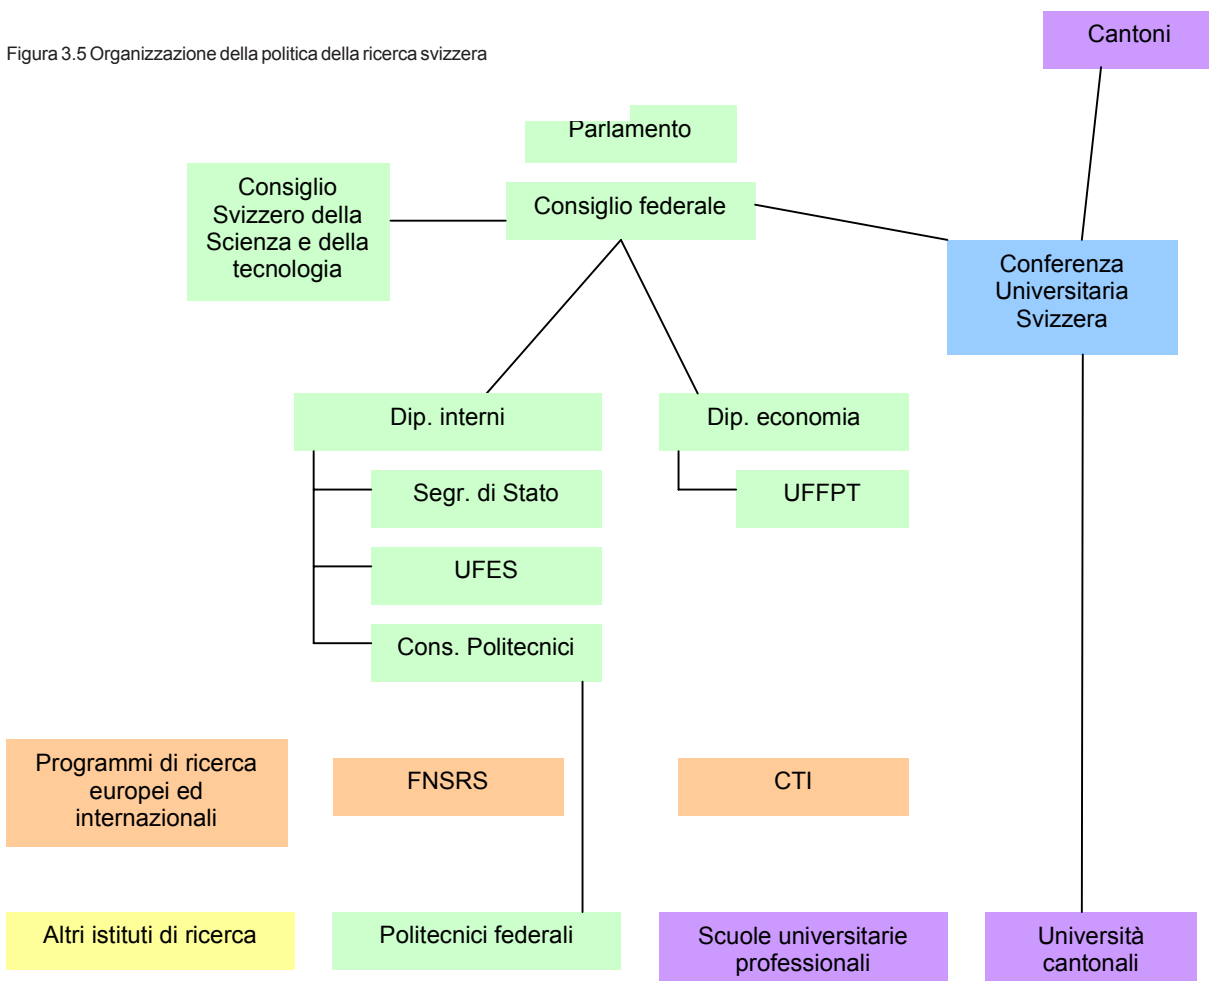 Cantoni
Figura 3.5 Organizzazione della politica della ricerca svizzera
Parlamento
Consiglio
Svizzero della
Scienza e della
tecnologia
Consiglio federale
Conferenza
Universitaria
Svizzera
Dip. interni
Dip. economia
Segr. di Stato
UFFPT
UFES
Cons. Politecnici
Programmi di ricerca
europei ed
internazionali
FNSRS
CTI
Altri istituti di ricerca
Politecnici federali
Scuole universitarie
professionali
Università
cantonali